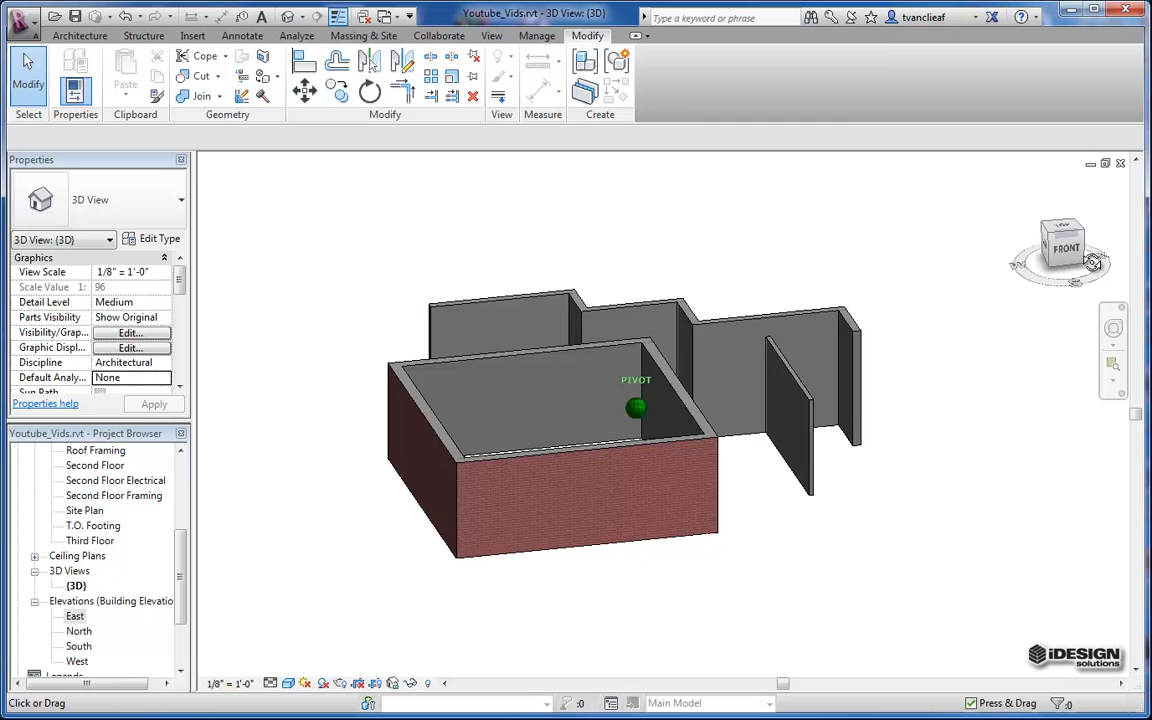 Youtube_Vids.rvt - 3D View: {3D}
Type a keyword or phrase
tvanclieaf
Architecture
Structure
Insert
Annotate
Analyze
Massing & Site
Collaborate
View
Manage
Modify
Modify
Paste
Cope
Cut
Join
Select
Properties
Clipboard
Geometry
Modify
View
Measure
Create
Properties
3D View
3D View: {3D}
Edit Type
Graphics
View Scale
1/8" = 1'-0"
Scale Value 1:
96
Detail Level
Medium
Parts Visibility
Show Original
Visibility/Grap...
Edit...
Graphic Displ...
Edit...
Discipline
Architectural
Default Analy...
None
Sun Path
Properties help
Apply
Youtube_Vids.rvt - Project Browser
Roof Framing
Second Floor
Second Floor Electrical
Second Floor Framing
Site Plan
T.O. Footing
Third Floor
Ceiling Plans
3D Views
{3D}
Elevations (Building Elevatio
East
North
South
West
Legends
TOP
FRONT
PIVOT
iDESIGN
solutions
1/8" = 1'-0"
Click or Drag
:0
Main Model
Press & Drag
:0